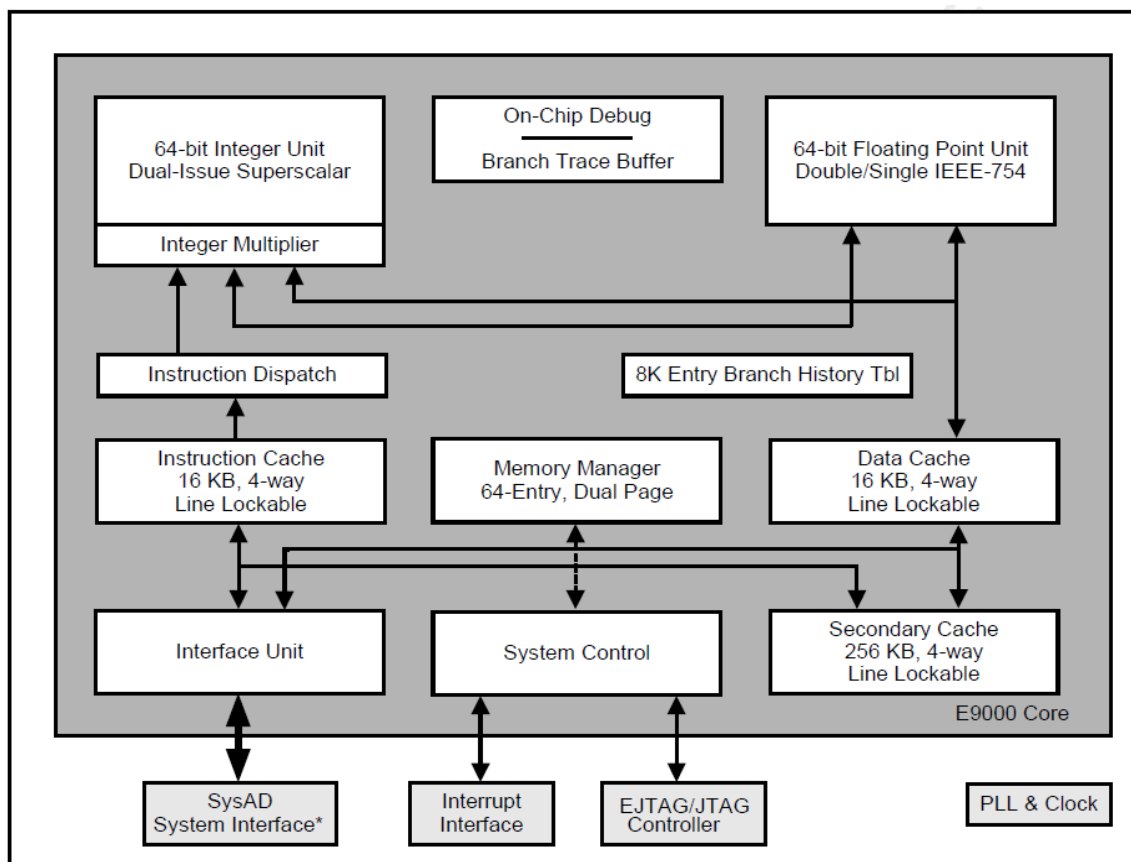 64-bit Integer Unit
Dual-Issue Superscalar
Integer Multiplier
On-Chip Debug
Branch Trace Buffer
64-bit Floating Point Unit
Double/Single IEEE-754
Instruction Dispatch
8K Entry Branch History Tbl
Instruction Cache
16 KB, 4-way
Line Lockable
Memory Manager
64-Entry, Dual Page
Data Cache
16 KB, 4-way
Line Lockable
Interface Unit
System Control
Secondary Cache
256 KB, 4-way
Line Lockable
E9000 Core
SysAD
System Interface*
Interrupt
Interface
EJTAG/JTAG
Controller
PLL & Clock